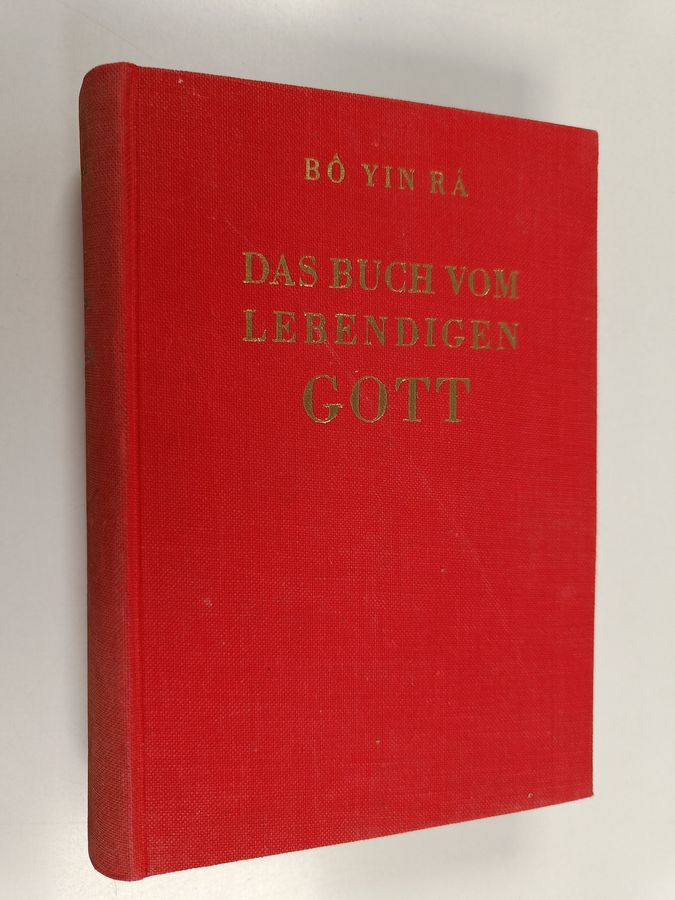 BÔ YIN RÂ
DAS BUCH VOM
LEBENDIGEN
GOTT